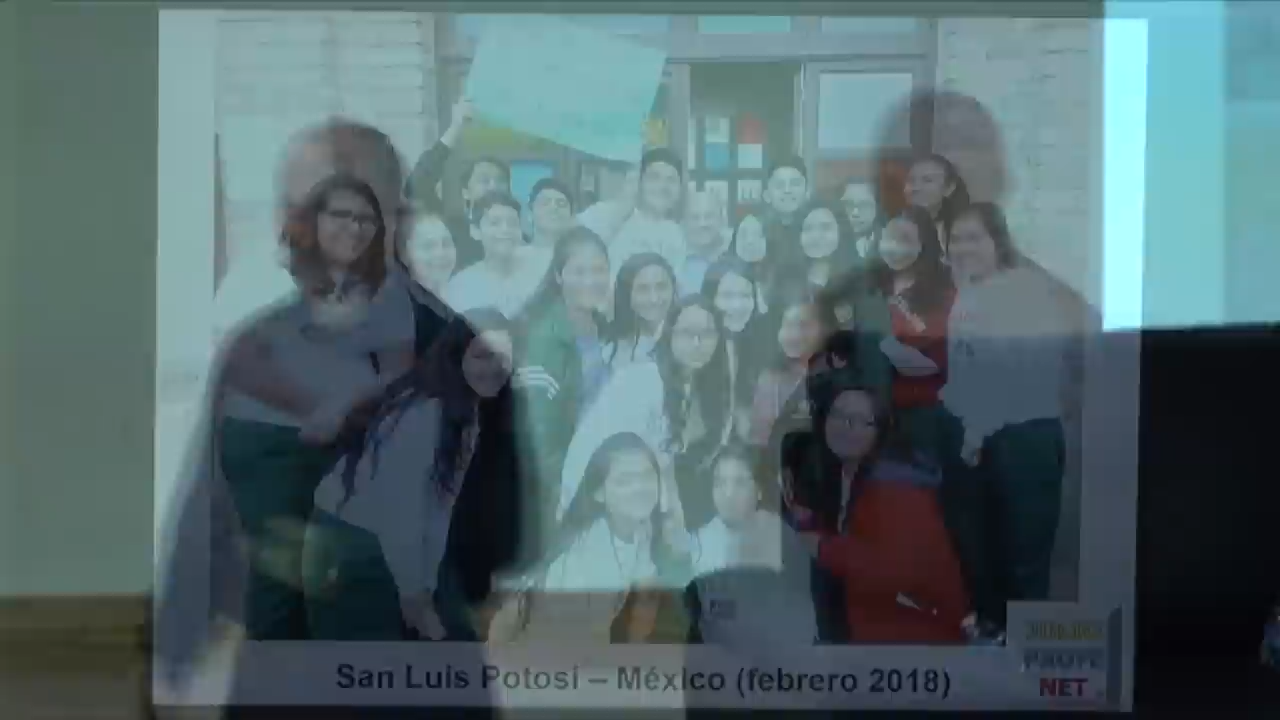 San Luis Potosí – México (febrero 2018)
NET